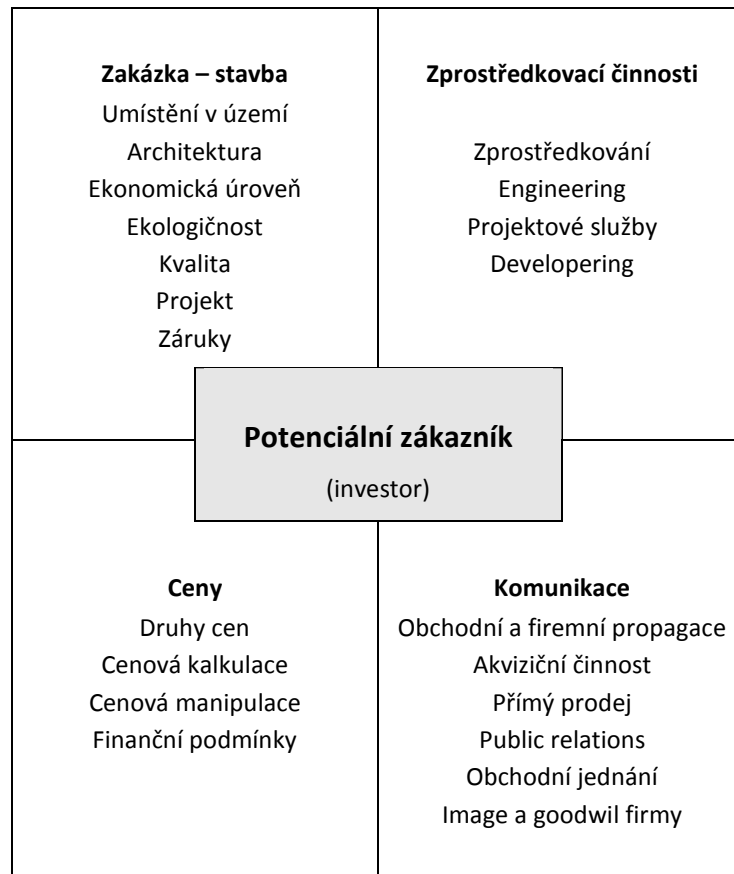 Zakázka – stavba
Umístění v území
Architektura
Ekonomická úroveň
Ekologičnost
Kvalita
Projekt
Záruky
Zprostředkovací činnosti
Zprostředkování
Engineering
Projektové služby
Developering
Potenciální zákazník
(investor)
Ceny
Druhy cen
Cenová kalkulace
Cenová manipulace
Finanční podmínky
Komunikace
Obchodní a firemní propagace
Akviziční činnost
Přímý prodej
Public relations
Obchodní jednání
Image a goodwil firmy